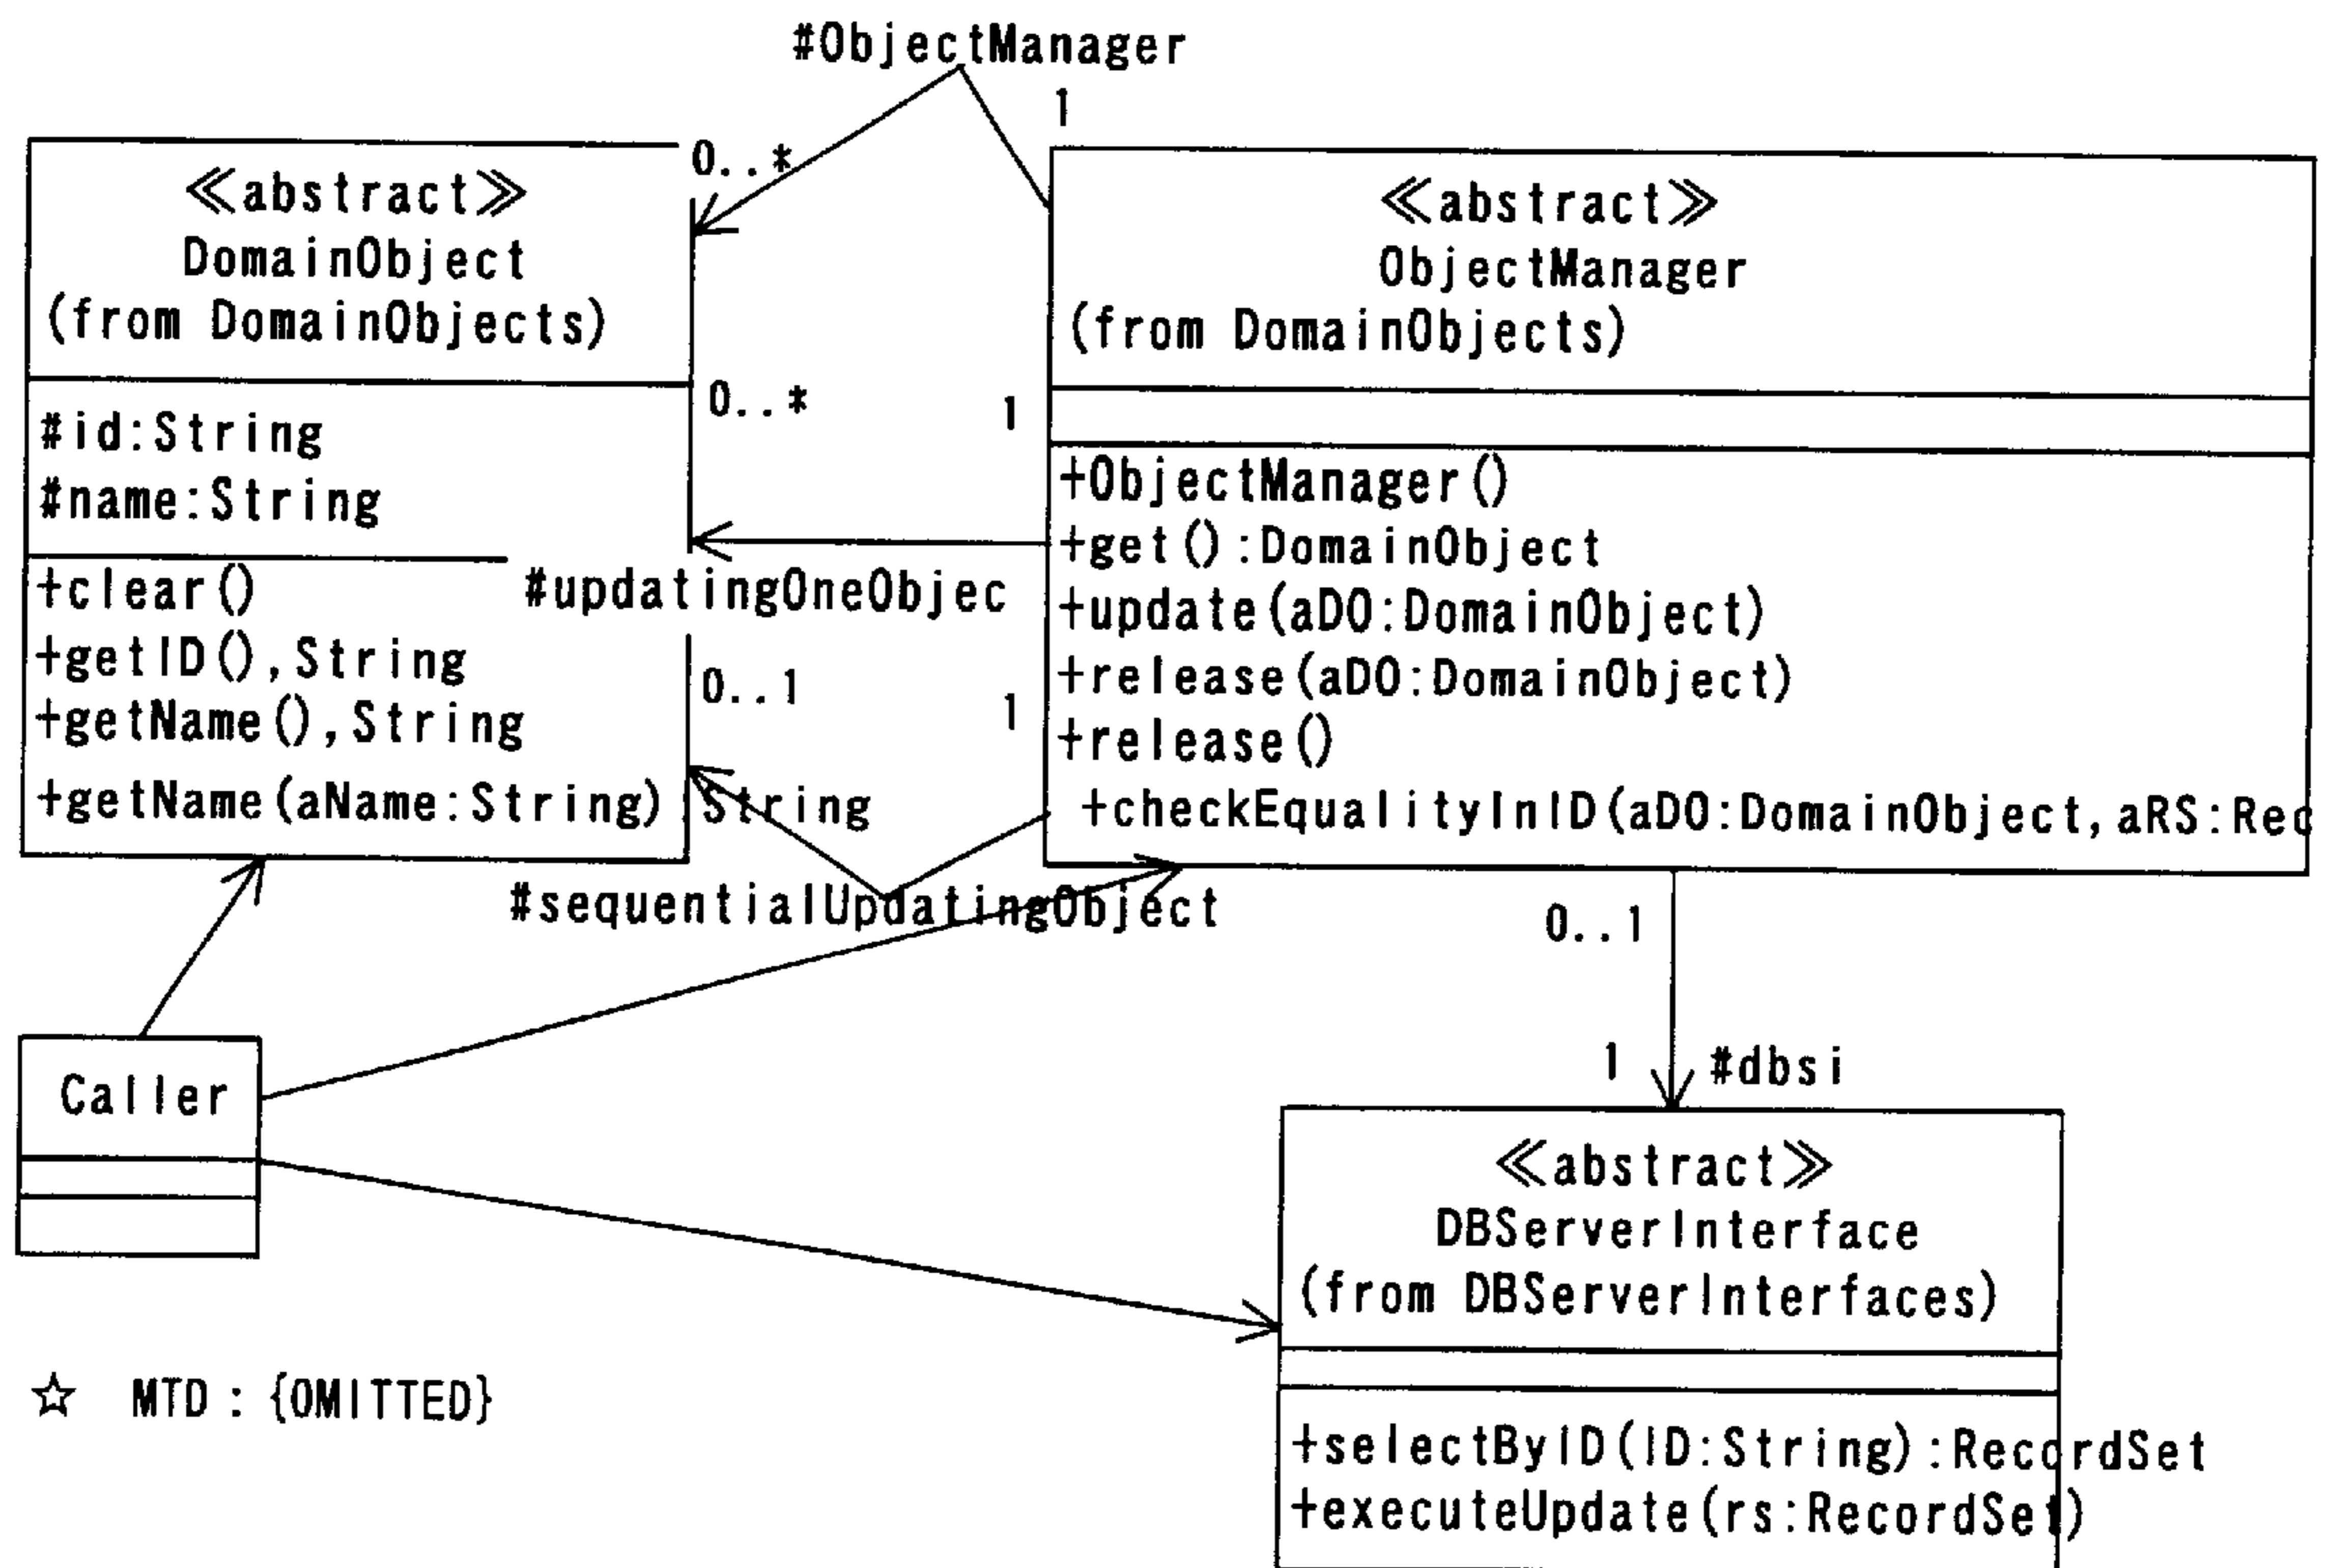 #ObjectManager
1
0..*
≪abstract≫
DomainObject
(from DomainObjects)
#id:String
#name:String
+clear()
+getID(),String
+getName(),String
+getName(aName:String) String
≪abstract≫
ObjectManager
(from DomainObjects)
0..*
1
+ObjectManager()
+get():DomainObject
+update(aDO:DomainObject)
+release(aDO:DomainObject)
+release()
+checkEqualityInID(aDO:DomainObject,aRS:Rec
#updatingOneObjec
0..1
1
#sequentialUpdatingObject
0..1
1
#dbsi
Caller
≪abstract≫
DBServerInterface
(from DBServerInterfaces)
+selectByID(ID:String):RecordSet
+executeUpdate(rs:RecordSet)
☆ MTD : {OMITTED}